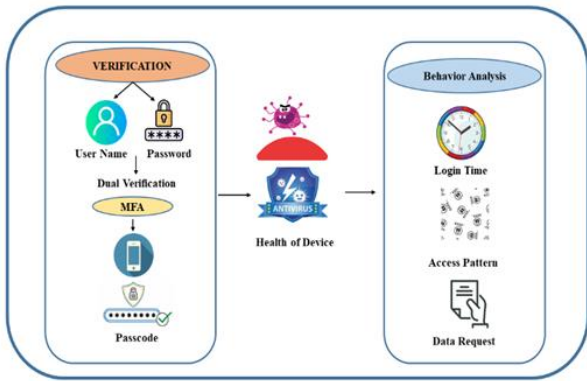 VERIFICATION
User Name
Password
Dual Verification
MFA
Passcode
ANTIVIRUS
Health of Device
Behavior Analysis
Login Time
Access Pattern
Data Request